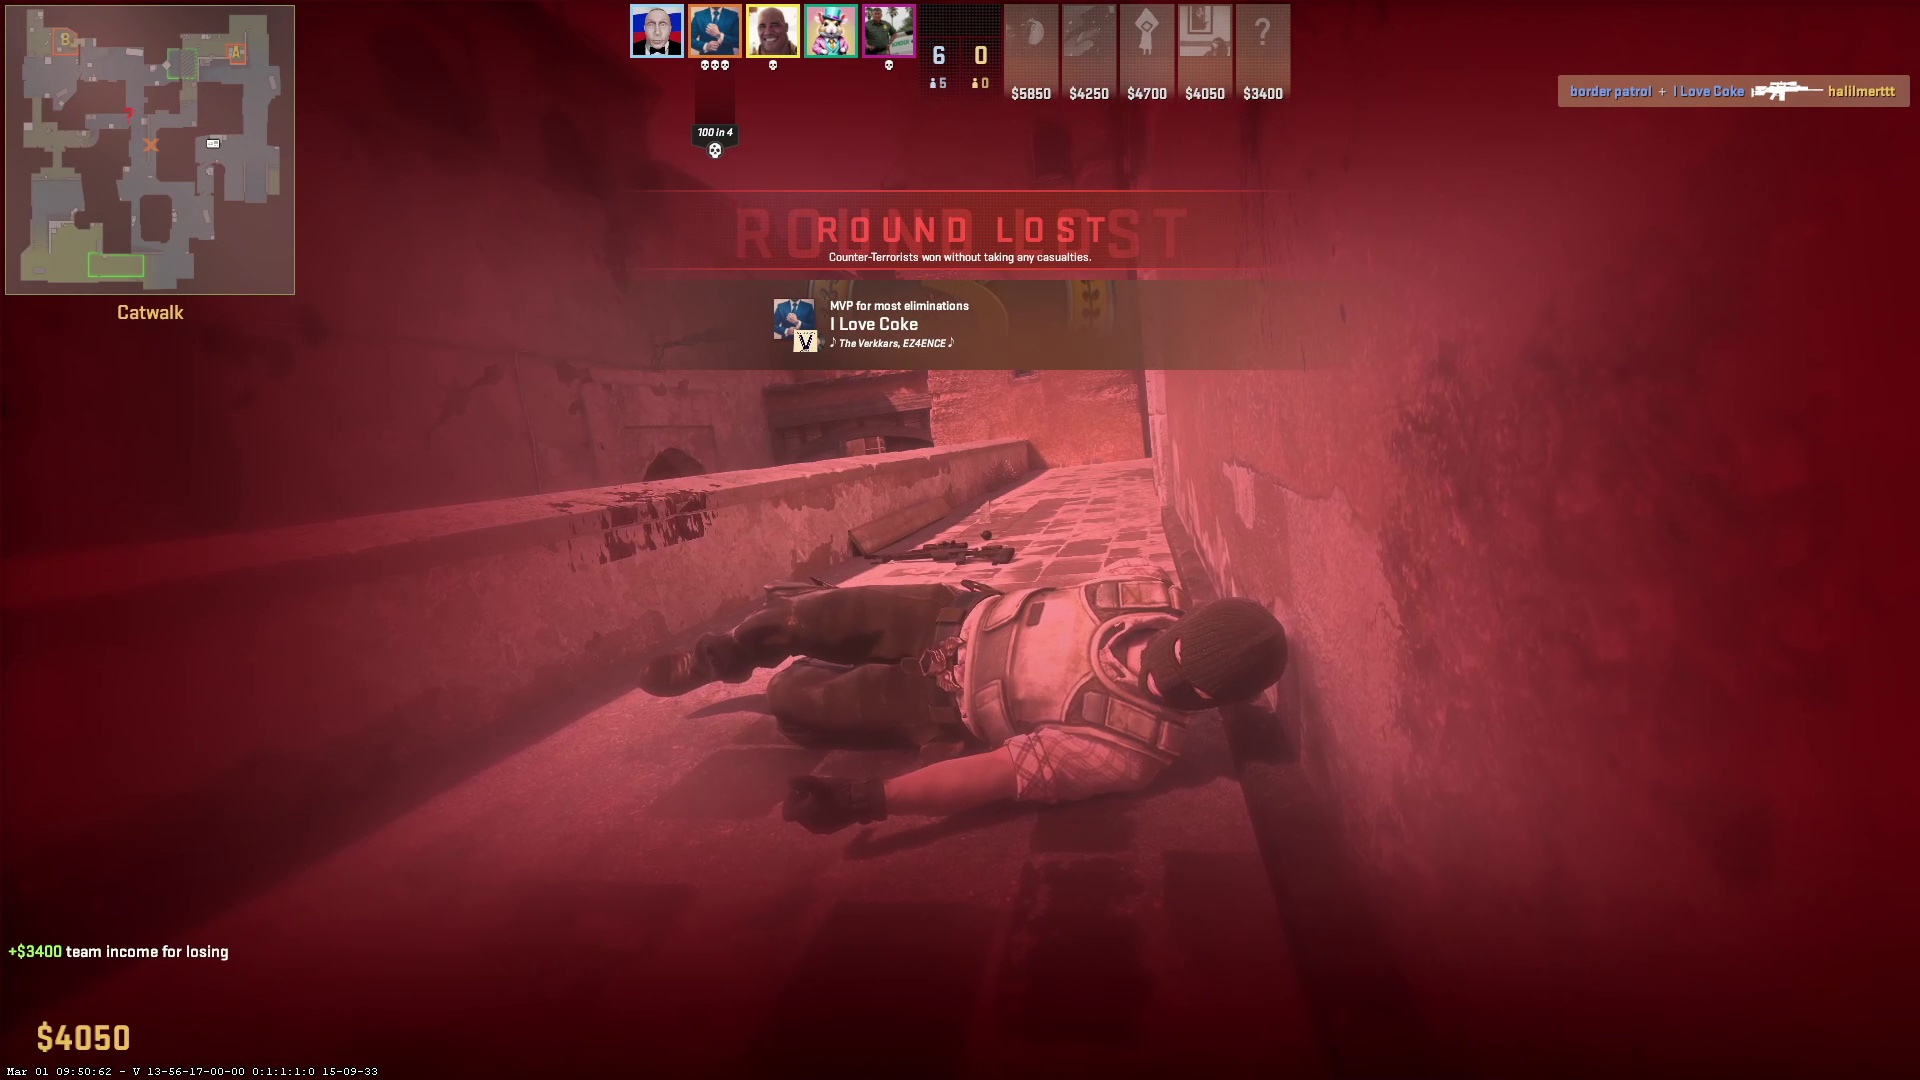 B
A
Catwalk
100 in 4
6 0
5 0
$5850 $4250 $4700 $4050 $3400
?
border patrol + I Love Coke halilmerttt
ROUND LOST
ROUND LOST
Counter-Terrorists won without taking any casualties.
MVP for most eliminations
I Love Coke
V
♪ The Verkkars, EZ4ENCE ♪
+$3400 team income for losing
$4050
Mar 01 09:50:62 - V 13-56-17-00-00 0:1:1:1:0 15-09-33